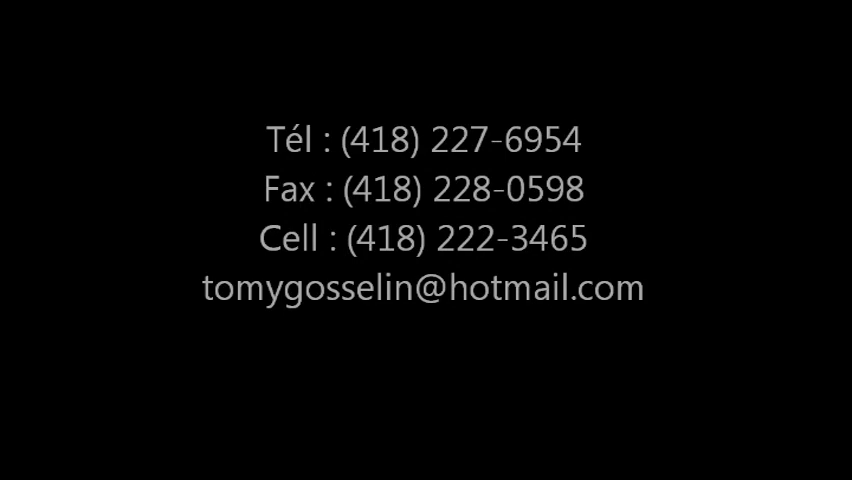 Tél : (418) 227-6954
Fax : (418) 228-0598
Cell : (418) 222-3465
tomygosselin@hotmail.com